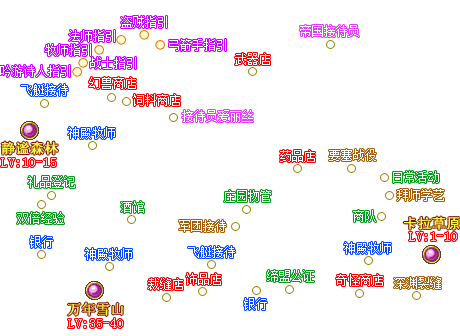 盗贼指引
帝国接待员
法师指引
弓箭手指引
牧师指引
武器店
战士指引
吟游诗人指引
飞艇接待
幻兽商店
饲料商店
接待员爱丽丝
神殿牧师
静谧森林
LV:10-15
药品店
要塞战役
礼品登记
日常活动
庄园物管
拜师学艺
双倍经验
酒馆
商队
军团接待
卡拉草原
LV:1-10
银行
神殿牧师
飞艇接待
神殿牧师
裁缝店
饰品店
缔盟公证
奇怪商店
深渊裂缝
万年雪山
LV:35-40
银行